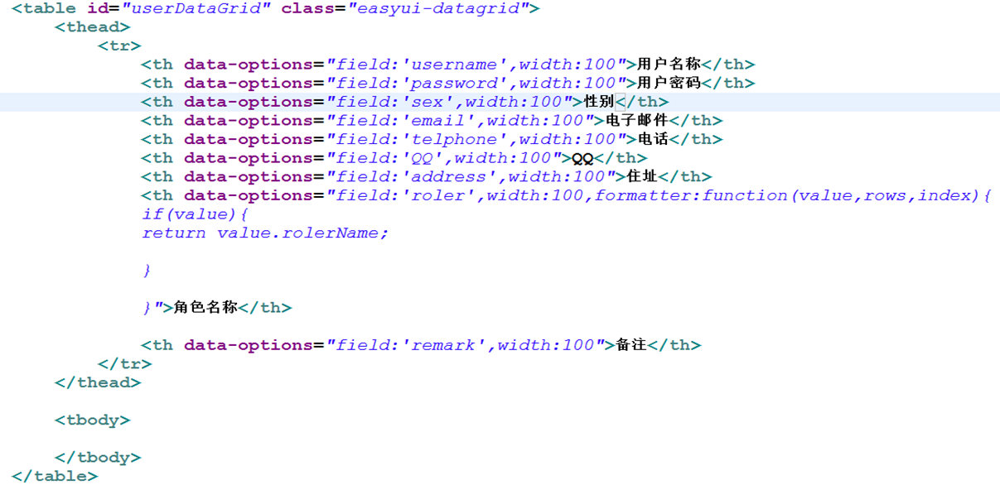 <table id="userDataGrid" class="easyui-datagrid">
<thead>
<tr>
<th data-options="field:'username',width:100">用户名称</th>
<th data-options="field:'password',width:100">用户密码</th>
<th data-options="field:'sex',width:100">性别</th>
<th data-options="field:'email',width:100">电子邮件</th>
<th data-options="field:'telphone',width:100">电话</th>
<th data-options="field:'QQ',width:100">QQ</th>
<th data-options="field:'address',width:100">住址</th>
<th data-options="field:'roler',width:100,formatter:function(value,rows,index){
if(value){
return value.rolerName;
}
}">角色名称</th>
<th data-options="field:'remark',width:100">备注</th>
</tr>
</thead>
<tbody>
</tbody>
</table>